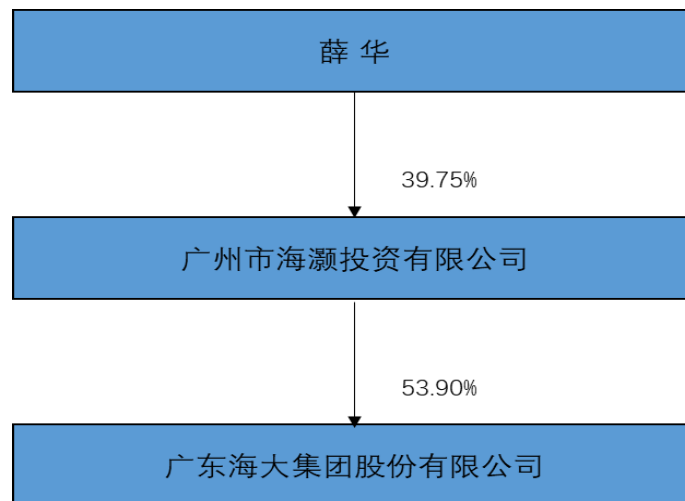 薛 华
39.75%
广州市海灏投资有限公司
53.90%
广东海大集团股份有限公司